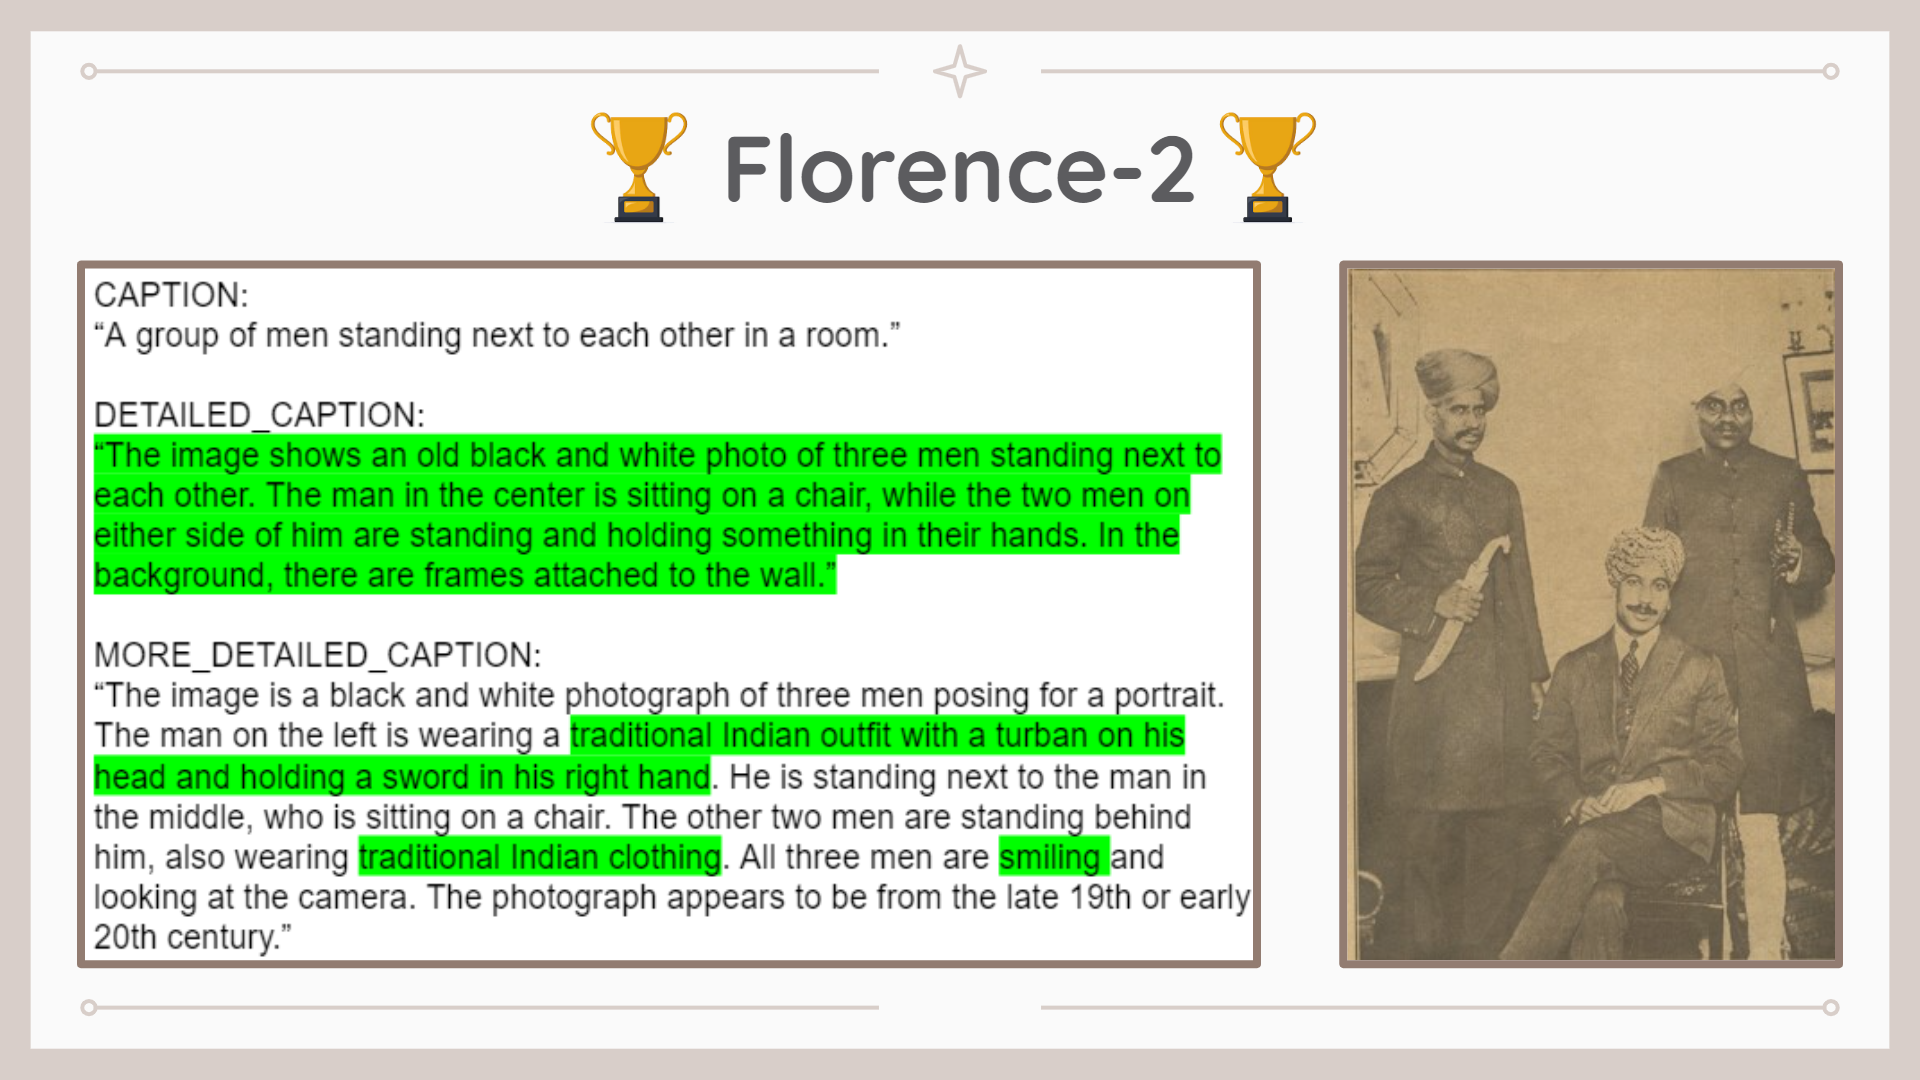 Florence-2
CAPTION:
“A group of men standing next to each other in a room.”
DETAILED_CAPTION:
“The image shows an old black and white photo of three men standing next to
each other. The man in the center is sitting on a chair, while the two men on
either side of him are standing and holding something in their hands. In the
background, there are frames attached to the wall.”
MORE_DETAILED_CAPTION:
“The image is a black and white photograph of three men posing for a portrait.
The man on the left is wearing a traditional Indian outfit with a turban on his
head and holding a sword in his right hand. He is standing next to the man in
the middle, who is sitting on a chair. The other two men are standing behind
him, also wearing traditional Indian clothing. All three men are smiling and
looking at the camera. The photograph appears to be from the late 19th or early
20th century.”